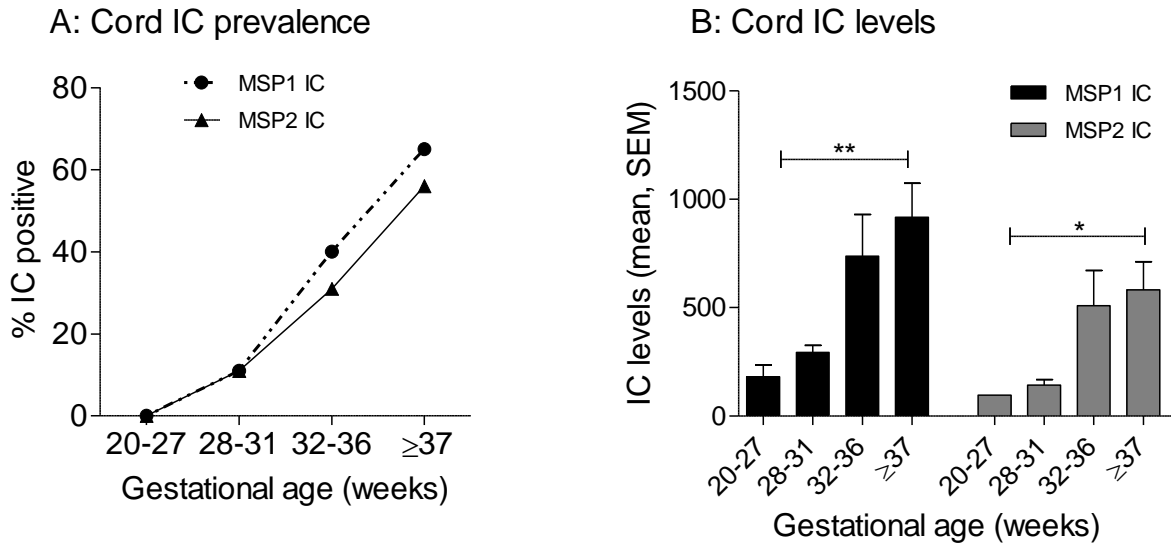 A: Cord IC prevalence
MSP1 IC
MSP2 IC
80
60
40
20
0
% IC positive
20-27 28-31 32-36 ≥37
Gestational age (weeks)
B: Cord IC levels
MSP1 IC
MSP2 IC
1500
1000
500
0
IC levels (mean, SEM)
**
*
20-27 28-31 32-36 ≥37 20-27 28-31 32-36 ≥37
Gestational age (weeks)